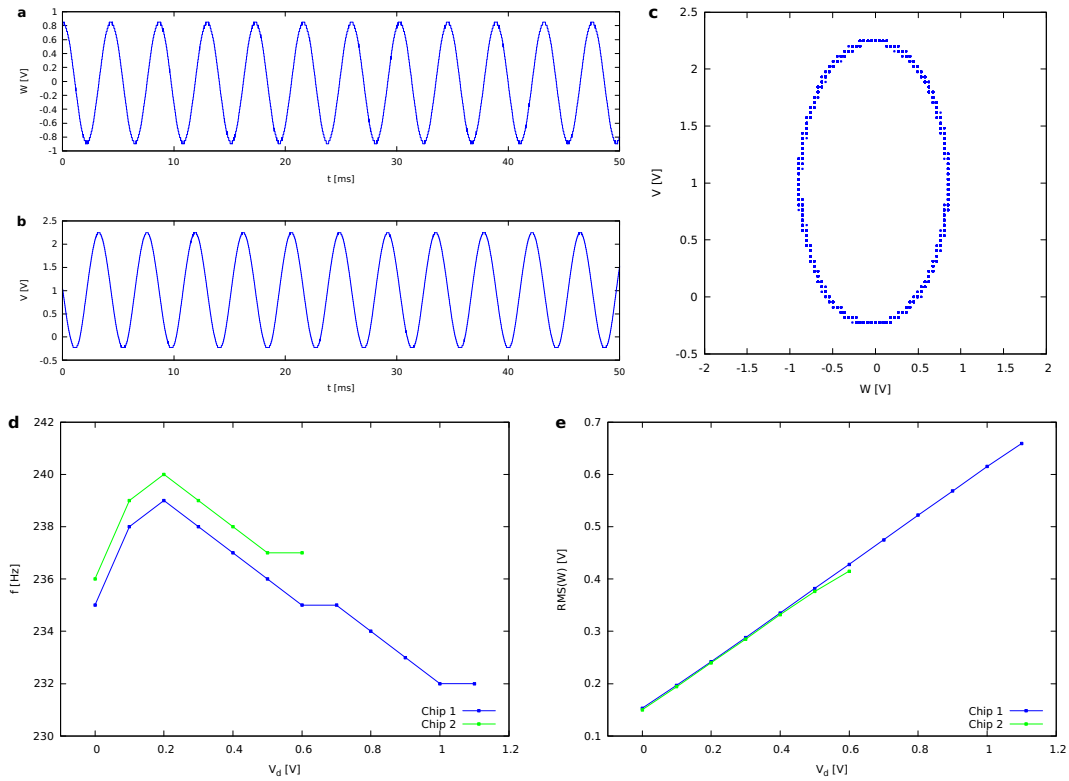 a
1
0.8
0.6
0.4
0.2
0
-0.2
-0.4
-0.6
-0.8
-1
W [V]
0 10 20 30 40 50
t [ms]
b
2.5
2
1.5
1
0.5
0
-0.5
V [V]
0 10 20 30 40 50
t [ms]
c
2.5
2
1.5
1
0.5
0
-0.5
V [V]
-2 -1.5 -1 -0.5 0 0.5 1 1.5 2
W [V]
d
242
240
238
236
234
232
230
f [Hz]
0 0.2 0.4 0.6 0.8 1 1.2
V_d [V]
Chip 1
Chip 2
e
0.7
0.6
0.5
0.4
0.3
0.2
0.1
RMS(W) [V]
0 0.2 0.4 0.6 0.8 1 1.2
V_d [V]
Chip 1
Chip 2